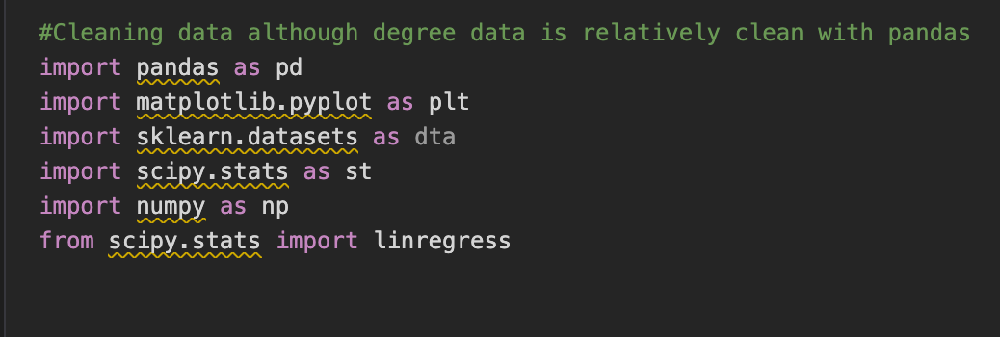 #Cleaning data although degree data is relatively clean with pandas
import pandas as pd
import matplotlib.pyplot as plt
import sklearn.datasets as dta
import scipy.stats as st
import numpy as np
from scipy.stats import linregress